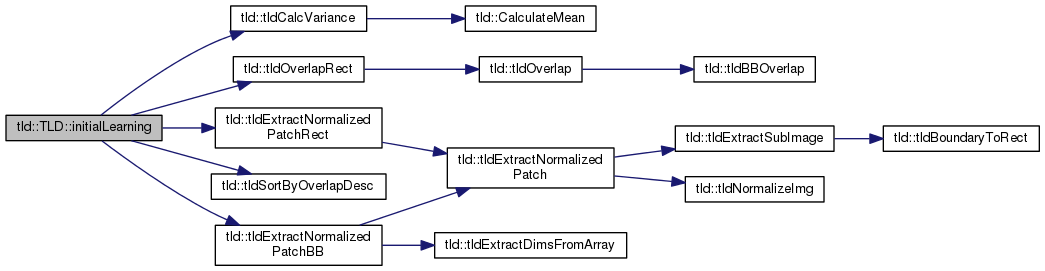 tld::tldCalcVariance
tld::CalculateMean
tld::tldOverlapRect
tld::tldOverlap
tld::tldBBOverlap
tld::TLD::initialLearning
tld::tldExtractNormalized
PatchRect
tld::tldExtractSubImage
tld::tldBoundaryToRect
tld::tldExtractNormalized
Patch
tld::tldSortByOverlapDesc
tld::tldNormalizeImg
tld::tldExtractNormalized
PatchBB
tld::tldExtractDimsFromArray